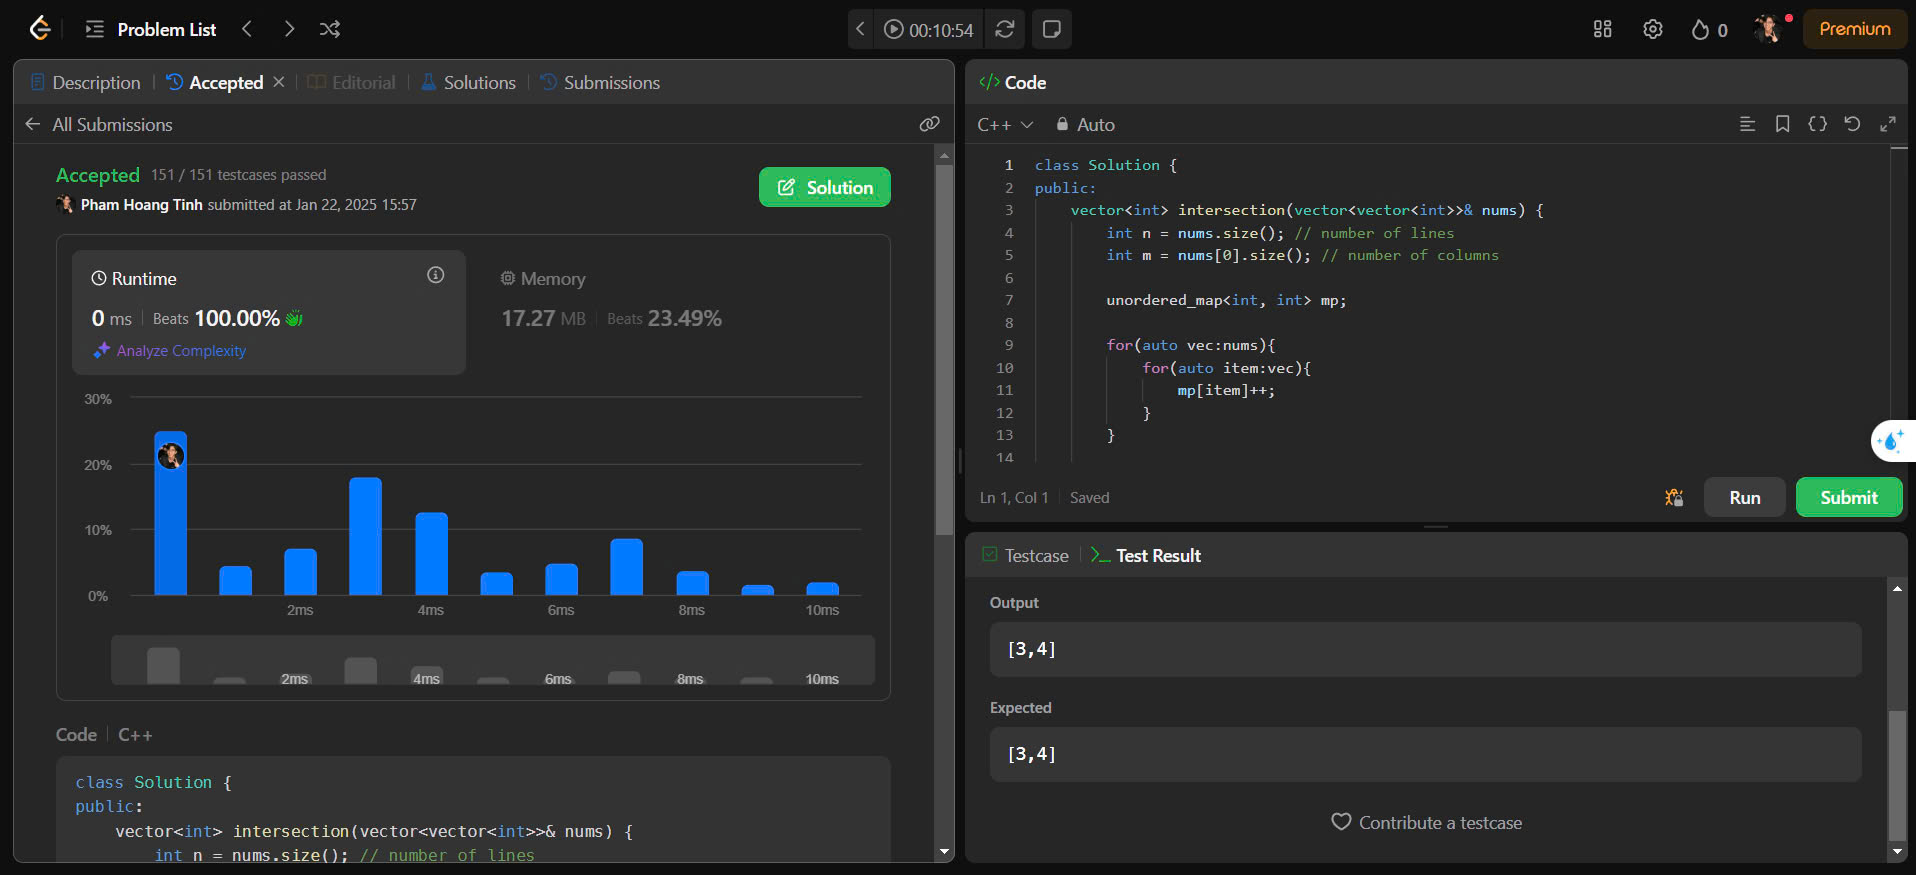 Problem List
00:10:54
0
Premium
Description
Accepted
Editorial
Solutions
Submissions
All Submissions
Accepted 151 / 151 testcases passed
Pham Hoang Tinh submitted at Jan 22, 2025 15:57
Solution
Runtime
0 ms Beats 100.00%
Analyze Complexity
Memory
17.27 MB Beats 23.49%
30%
20%
10%
0%
2ms 4ms 6ms 8ms 10ms
2ms 4ms 6ms 8ms 10ms
Code C++
class Solution {
public:
    vector<int> intersection(vector<vector<int>>& nums) {
        int n = nums.size(); // number of lines
</> Code
C++ Auto
1 class Solution {
2 public:
3     vector<int> intersection(vector<vector<int>>& nums) {
4         int n = nums.size(); // number of lines
5         int m = nums[0].size(); // number of columns
6
7         unordered_map<int, int> mp;
8
9         for(auto vec:nums){
10             for(auto item:vec){
11                 mp[item]++;
12             }
13         }
14
Ln 1, Col 1 Saved
Run
Submit
Testcase
Test Result
Output
[3,4]
Expected
[3,4]
Contribute a testcase